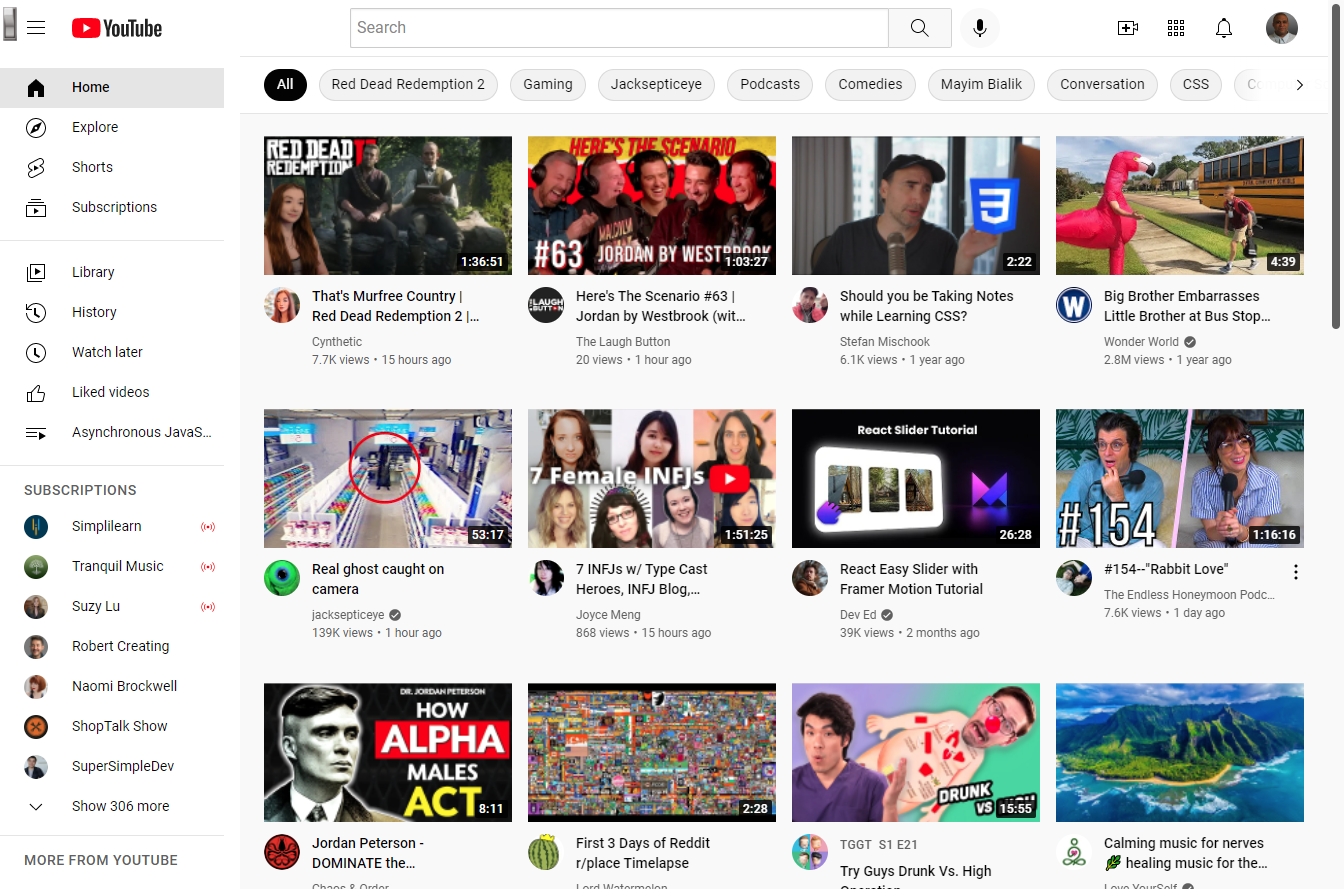 YouTube
Search
Home
Explore
Shorts
Subscriptions
Library
History
Watch later
Liked videos
Asynchronous JavaS...
SUBSCRIPTIONS
Simplilearn
Tranquil Music
Suzy Lu
Robert Creating
Naomi Brockwell
ShopTalk Show
SuperSimpleDev
Show 306 more
MORE FROM YOUTUBE
All
Red Dead Redemption 2
Gaming
Jacksepticeye
Podcasts
Comedies
Mayim Bialik
Conversation
CSS
RED DEAD
REDEMPTION
1:36:51
That's Murfree Country |
Red Dead Redemption 2 |...
Cynthetic
7.7K views • 15 hours ago
HERE'S THE SCENARIO
MALCOLM
#63
JORDAN BY WESTBROOK
1:03:27
LAUGH
BUTTON
Here's The Scenario #63 |
Jordan by Westbrook (wit...
The Laugh Button
20 views • 1 hour ago
3
2:22
Should you be Taking Notes
while Learning CSS?
Stefan Mischook
6.1K views • 1 year ago
4:39
W
Big Brother Embarrasses
Little Brother at Bus Stop...
Wonder World
2.8M views • 1 year ago
53:17
Real ghost caught on
camera
jacksepticeye
139K views • 1 hour ago
7 Female INFJs
1:51:25
7 INFJs w/ Type Cast
Heroes, INFJ Blog,...
Joyce Meng
868 views • 15 hours ago
React Slider Tutorial
26:28
React Easy Slider with
Framer Motion Tutorial
Dev Ed
39K views • 2 months ago
#154
1:16:16
#154--"Rabbit Love"
The Endless Honeymoon Podc...
7.6K views • 1 day ago
DR. JORDAN PETERSON
HOW
ALPHA
MALES
ACT
8:11
Jordan Peterson -
DOMINATE the...
Chaos & Order
2:28
First 3 Days of Reddit
r/place Timelapse
Lord Watermelon
DRUNK
VS
15:55
TGGT S1 E21
Try Guys Drunk Vs. High
Operation
Calming music for nerves
🌿 healing music for the...
Love YourSelf